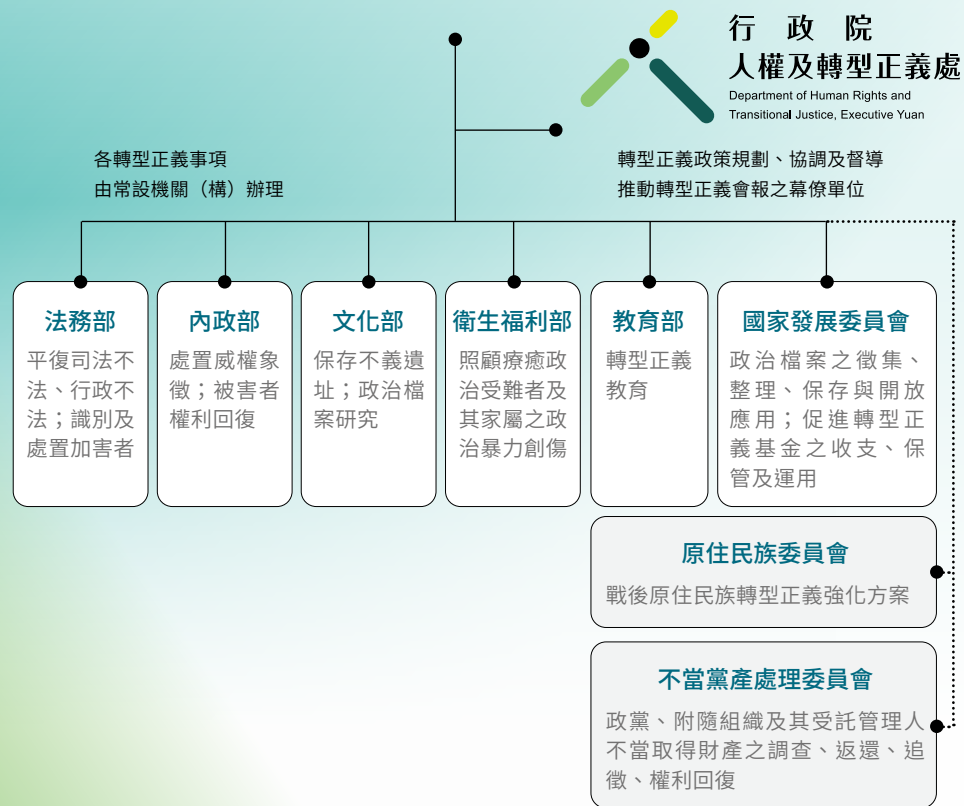 行政院
人權及轉型正義處
Department of Human Rights and
Transitional Justice, Executive Yuan
各轉型正義事項
由常設機關（構）辦理
轉型正義政策規劃、協調及督導
推動轉型正義會報之幕僚單位
法務部
平復司法不
法、行政不
法；識別及
處置加害者
內政部
處置威權象
徵；被害者
權利回復
文化部
保存不義遺
址；政治檔
案研究
衛生福利部
照顧療癒政
治受難者及
其家屬之政
治暴力創傷
教育部
轉型正義
教育
國家發展委員會
政治檔案之徵集、
整理、保存與開放
應用；促進轉型正
義基金之收支、保
管及運用
原住民族委員會
戰後原住民族轉型正義強化方案
不當黨產處理委員會
政黨、附隨組織及其受託管理人
不當取得財產之調查、返還、追
徵、權利回復